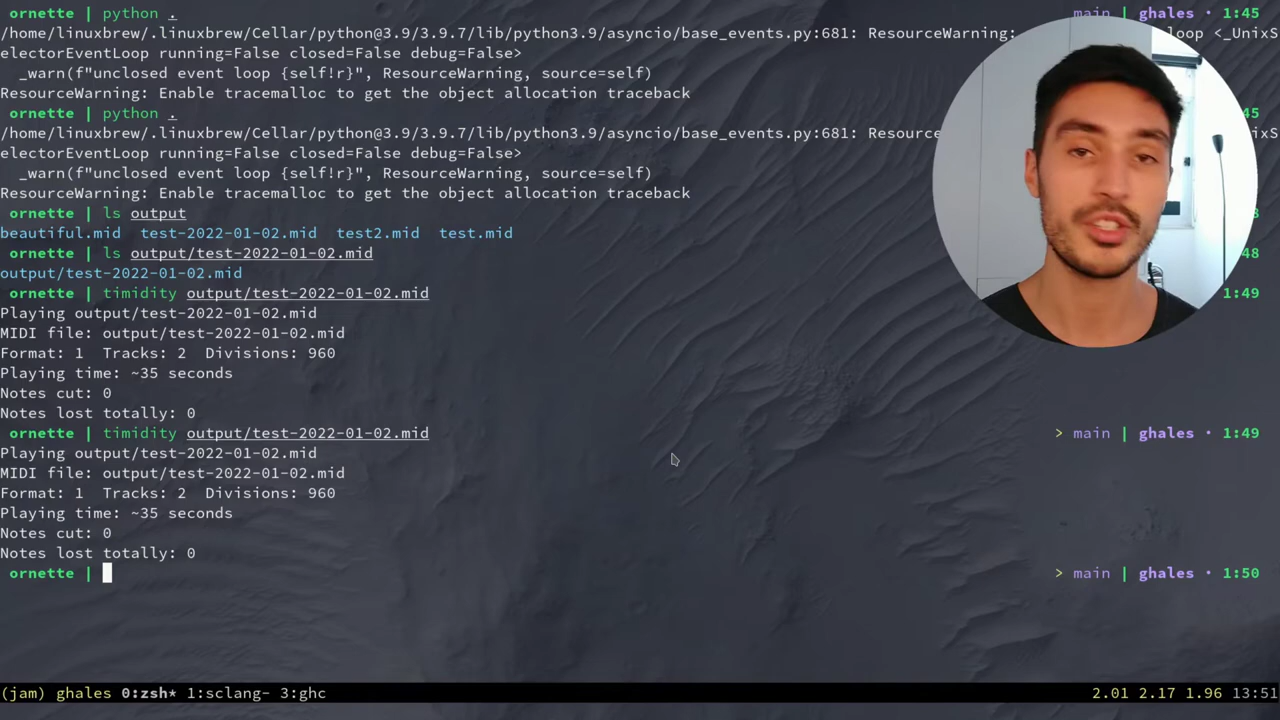 ornette | python . main | ghales • 1:45
/home/linuxbrew/.linuxbrew/Cellar/python@3.9/3.9.7/lib/python3.9/asyncio/base_events.py:681: ResourceWarning: loop <_UnixS
electorEventLoop running=False closed=False debug=False>
_warn(f"unclosed event loop {self!r}", ResourceWarning, source=self)
ResourceWarning: Enable tracemalloc to get the object allocation traceback
ornette | python . 45
/home/linuxbrew/.linuxbrew/Cellar/python@3.9/3.9.7/lib/python3.9/asyncio/base_events.py:681: Resource nixS
electorEventLoop running=False closed=False debug=False>
_warn(f"unclosed event loop {self!r}", ResourceWarning, source=self)
ResourceWarning: Enable tracemalloc to get the object allocation traceback
ornette | ls output
beautiful.mid test-2022-01-02.mid test2.mid test.mid
ornette | ls output/test-2022-01-02.mid 48
output/test-2022-01-02.mid
ornette | timidity output/test-2022-01-02.mid 1:49
Playing output/test-2022-01-02.mid
MIDI file: output/test-2022-01-02.mid
Format: 1 Tracks: 2 Divisions: 960
Playing time: ~35 seconds
Notes cut: 0
Notes lost totally: 0
ornette | timidity output/test-2022-01-02.mid > main | ghales • 1:49
Playing output/test-2022-01-02.mid
MIDI file: output/test-2022-01-02.mid
Format: 1 Tracks: 2 Divisions: 960
Playing time: ~35 seconds
Notes cut: 0
Notes lost totally: 0
ornette | > main | ghales • 1:50
(jam) ghales 0:zsh* 1:sclang- 3:ghc 2.01 2.17 1.96 13:51